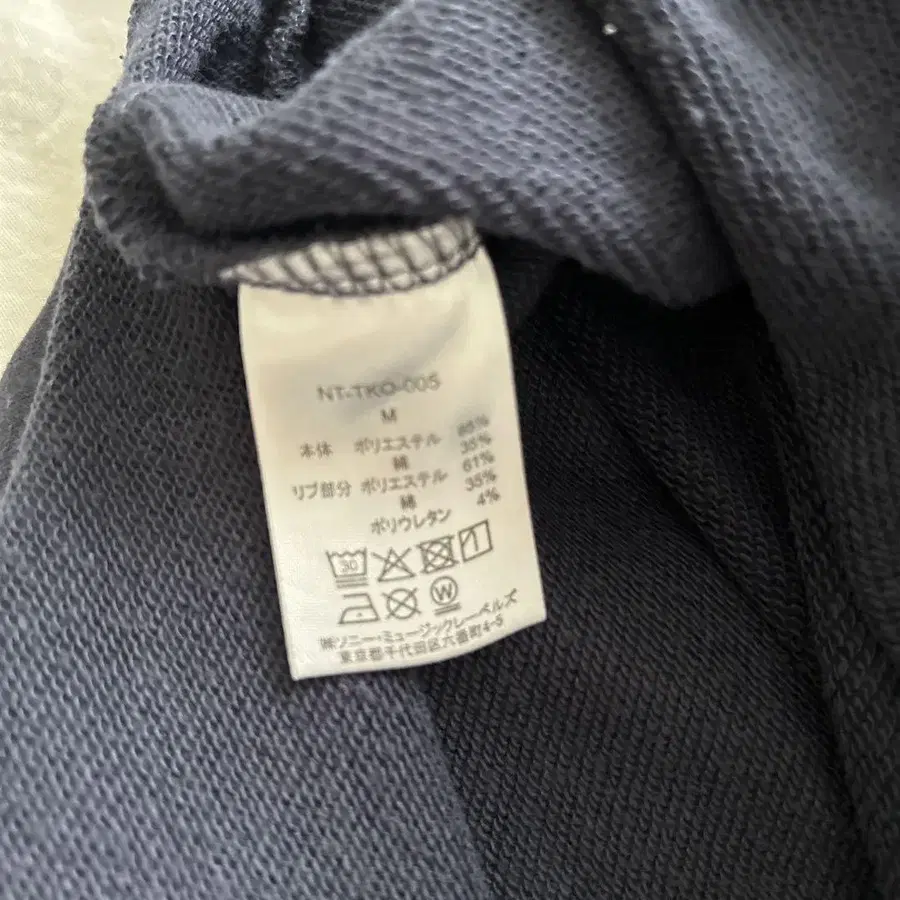 NT-TKO-005
M
本体 ポリエステル 65%
綿 35%
リブ部分 ポリエステル 61%
綿 35%
ポリウレタン 4%
30
W
㈱ソニー・ミュージックレーベルズ
東京都千代田区六番町4-5